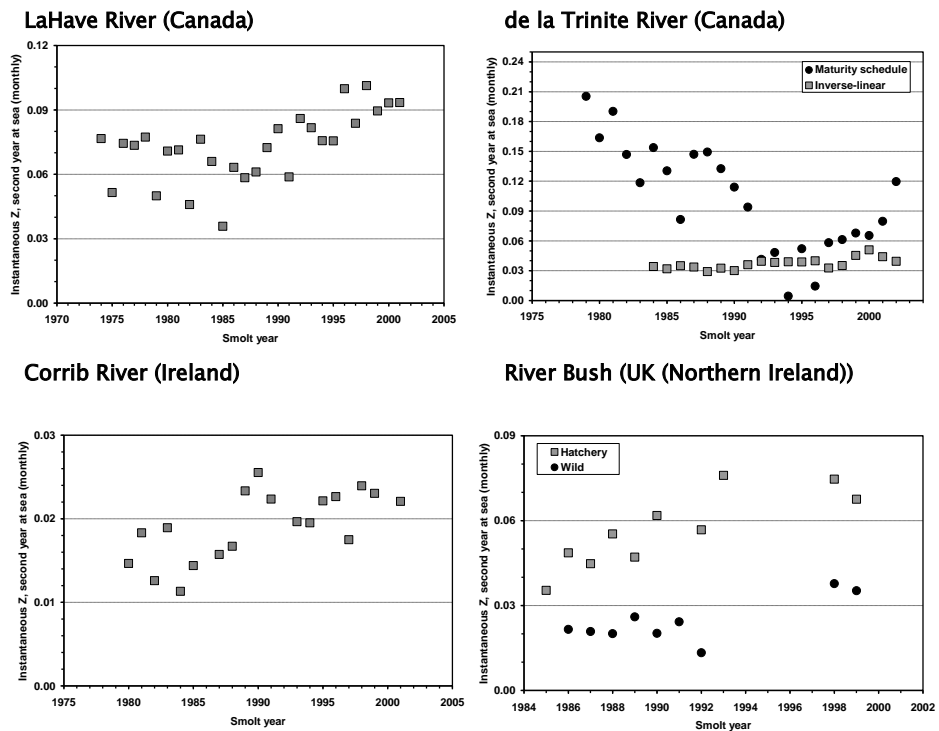 LaHave River (Canada)
Instantaneous Z, second year at sea (monthly)
0.12
0.09
0.06
0.03
0.00
1970 1975 1980 1985 1990 1995 2000 2005
Smolt year
de la Trinite River (Canada)
Instantaneous Z, second year at sea (monthly)
0.24
0.21
0.18
0.15
0.12
0.09
0.06
0.03
0.00
Maturity schedule
Inverse-linear
1975 1980 1985 1990 1995 2000
Smolt year
Corrib River (Ireland)
Instantaneous Z, second year at sea (monthly)
0.03
0.02
0.01
0.00
1975 1980 1985 1990 1995 2000 2005
Smolt year
River Bush (UK (Northern Ireland))
Instantaneous Z, second year at sea (monthly)
0.09
0.06
0.03
0.00
Hatchery
Wild
1984 1986 1988 1990 1992 1994 1996 1998 2000 2002
Smolt year